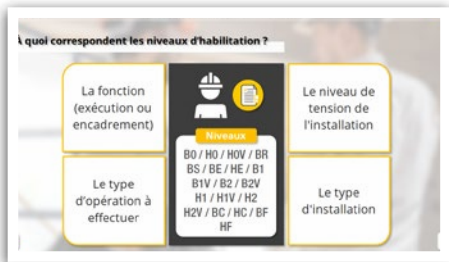 À quoi correspondent les niveaux d'habilitation ?
La fonction
(exécution ou
encadrement)
Le type
d'opération à
effectuer
Niveaux
B0 / H0 / H0V / BR
BS / BE / HE / B1
B1V / B2 / B2V
H1 / H1V / H2
H2V / BC / HC / BF
HF
Le niveau de
tension de
l'installation
Le type
d'installation